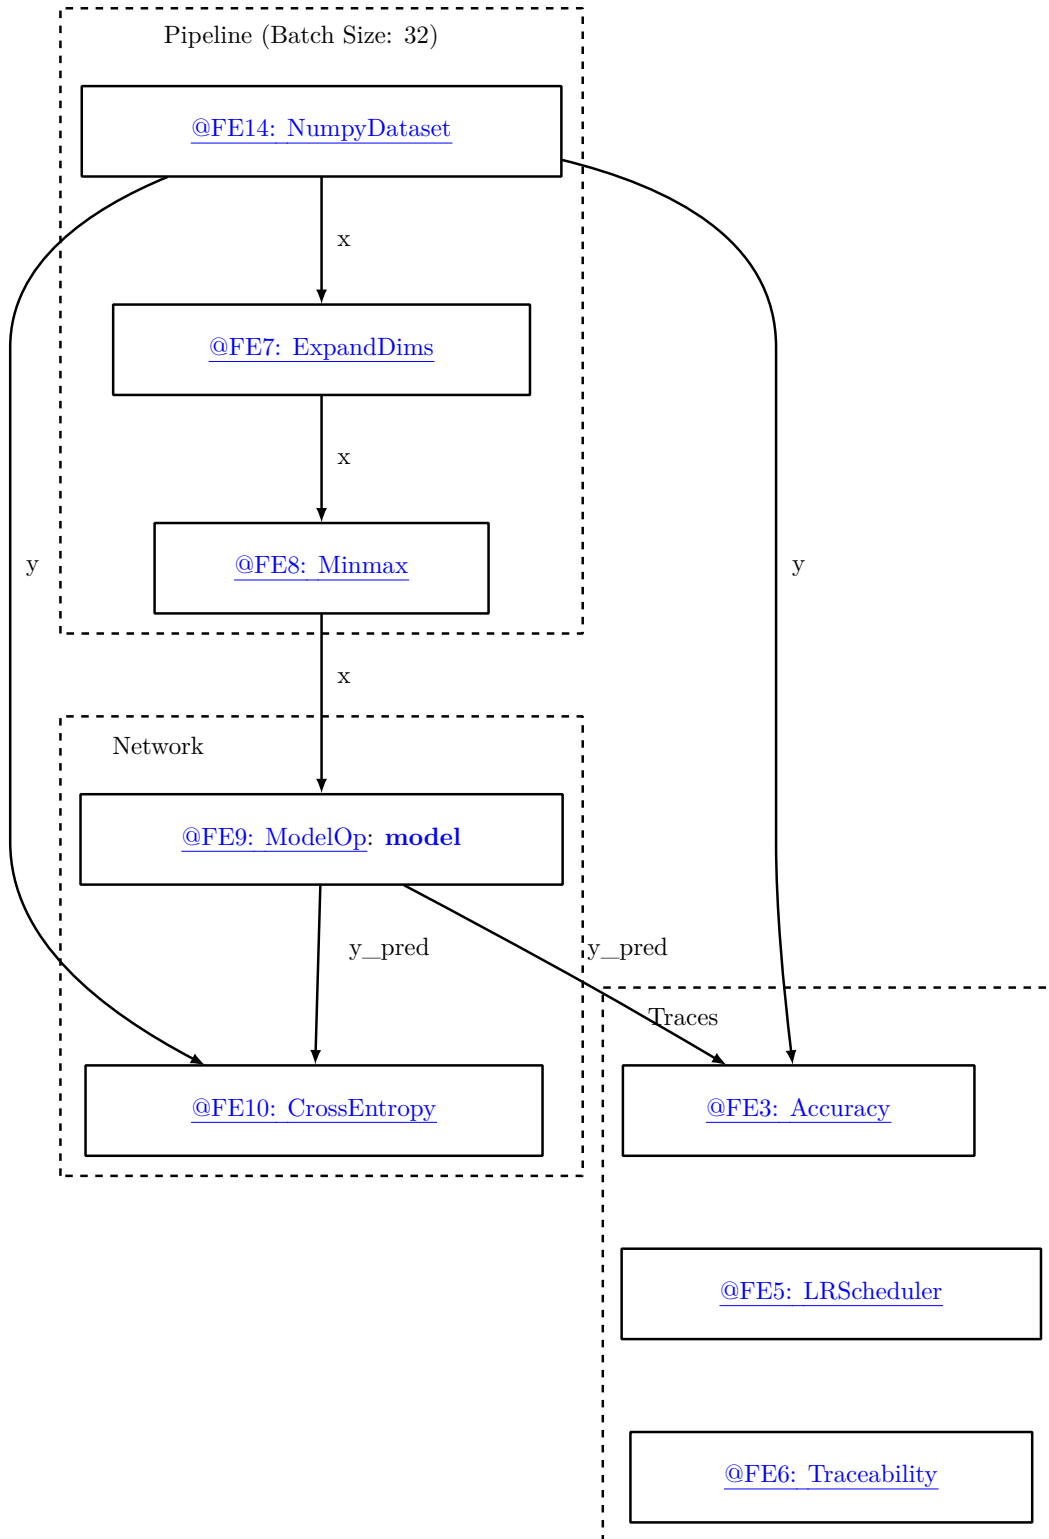 Pipeline (Batch Size: 32)
@FE14: NumpyDataset
x
@FE7: ExpandDims
x
@FE8: Minmax
y
y
x
Network
@FE9: ModelOp: model
y_pred
y_pred
Traces
@FE10: CrossEntropy
@FE3: Accuracy
@FE5: LRScheduler
@FE6: Traceability